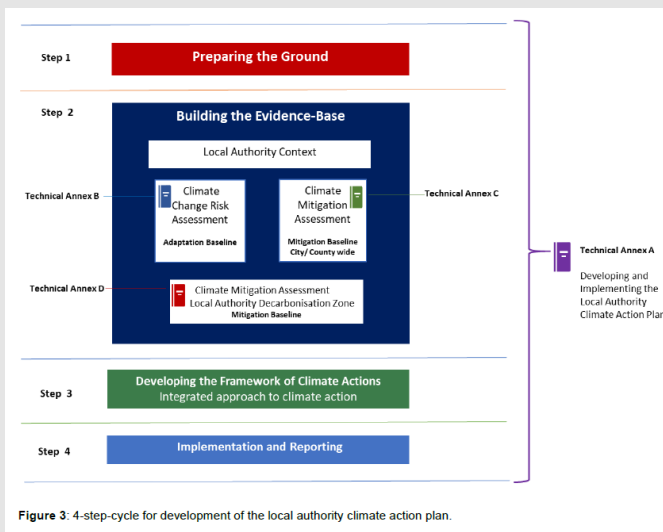 Step 1
Preparing the Ground
Step 2
Building the Evidence-Base
Local Authority Context
Technical Annex B
Climate
Change Risk
Assessment
Adaptation Baseline
Climate
Mitigation
Assessment
Mitigation Baseline
City/ County wide
Technical Annex C
Technical Annex D
Climate Mitigation Assessment
Local Authority Decarbonisation Zone
Mitigation Baseline
Technical Annex A
Developing and
Implementing the
Local Authority
Climate Action Plan
Step 3
Developing the Framework of Climate Actions
Integrated approach to climate action
Step 4
Implementation and Reporting
Figure 3: 4-step-cycle for development of the local authority climate action plan.